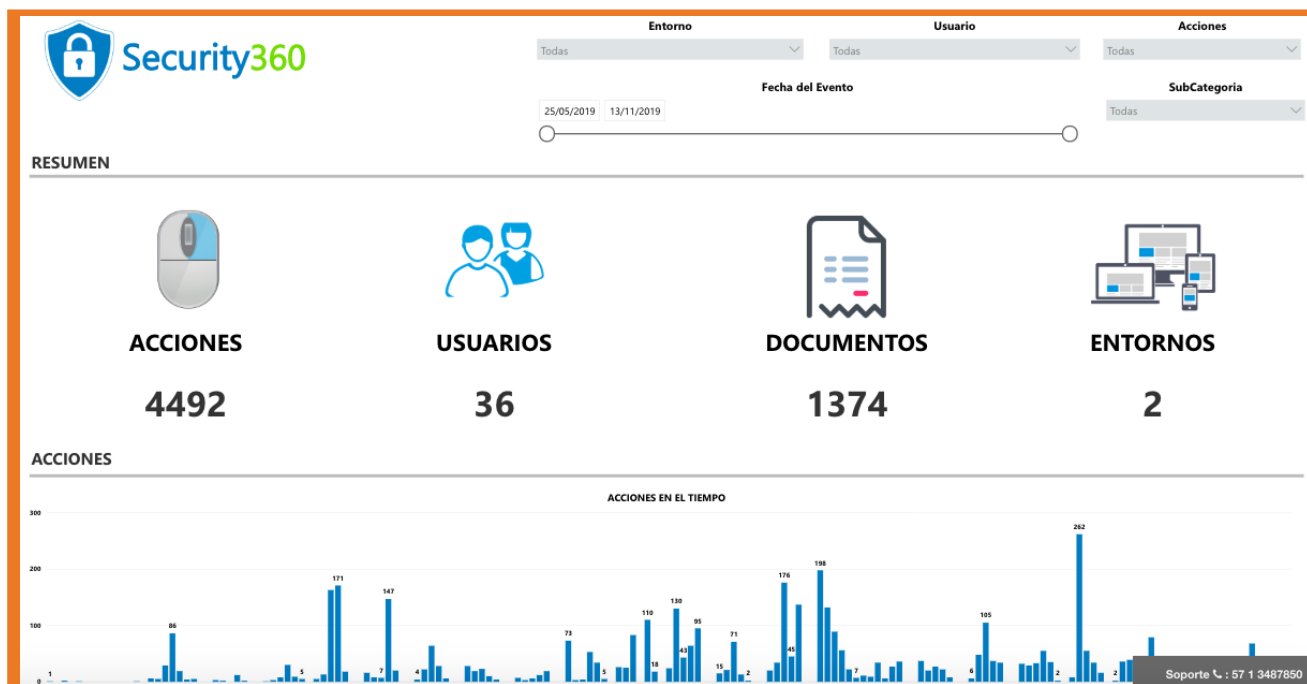 Security360
Entorno
Usuario
Acciones
Todas
Todas
Todas
Fecha del Evento
SubCategoria
25/05/2019
13/11/2019
Todas
RESUMEN
ACCIONES
USUARIOS
DOCUMENTOS
ENTORNOS
4492
36
1374
2
ACCIONES
ACCIONES EN EL TIEMPO
300
200
100
0
1
86
5
171
147
7
4
73
5
110
18
130
43
95
15
71
2
176
45
198
7
6
105
2
262
2
Soporte : 57 1 3487850